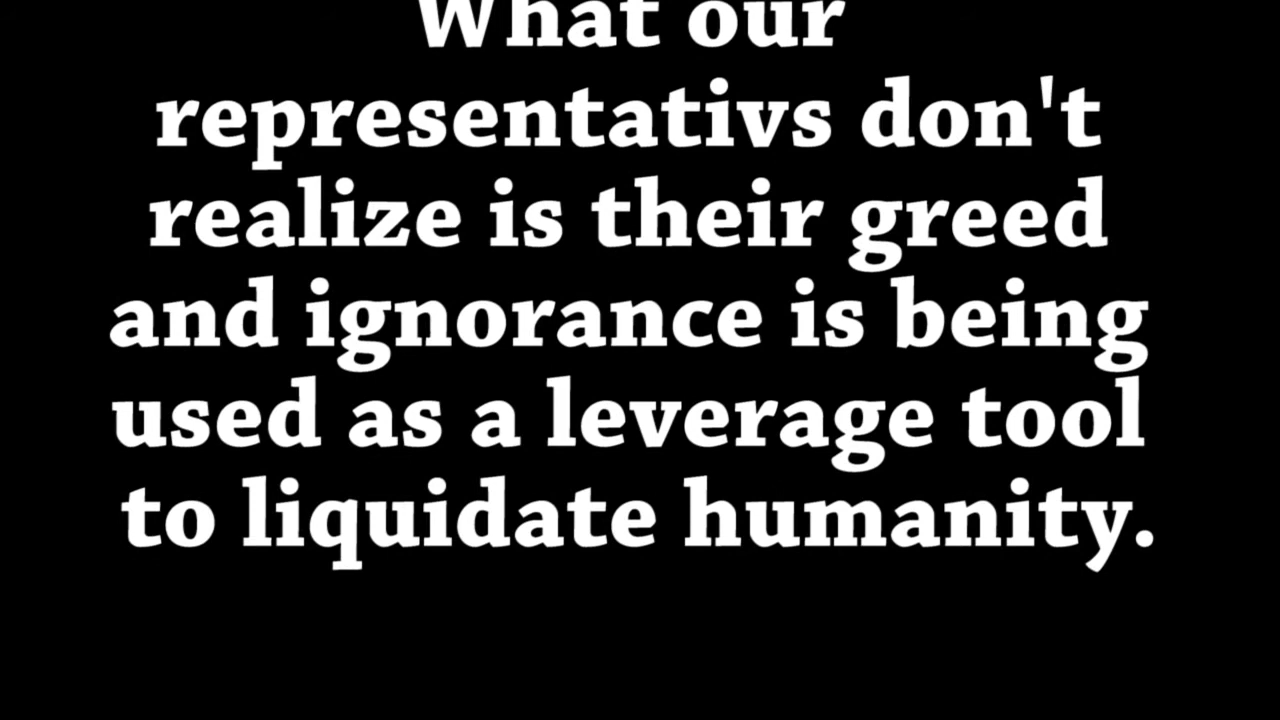 What our
representativs don't
realize is their greed
and ignorance is being
used as a leverage tool
to liquidate humanity.